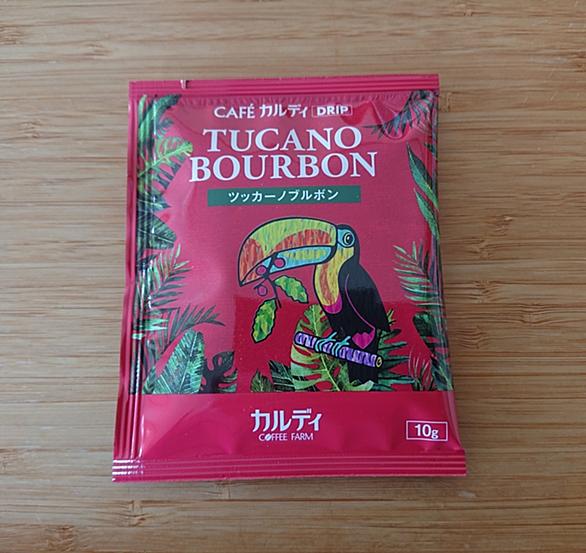 CAFÉ カルディ DRIP
TUCANO
BOURBON
ツッカーノブルボン
カルディ
COFFEE FARM
10g